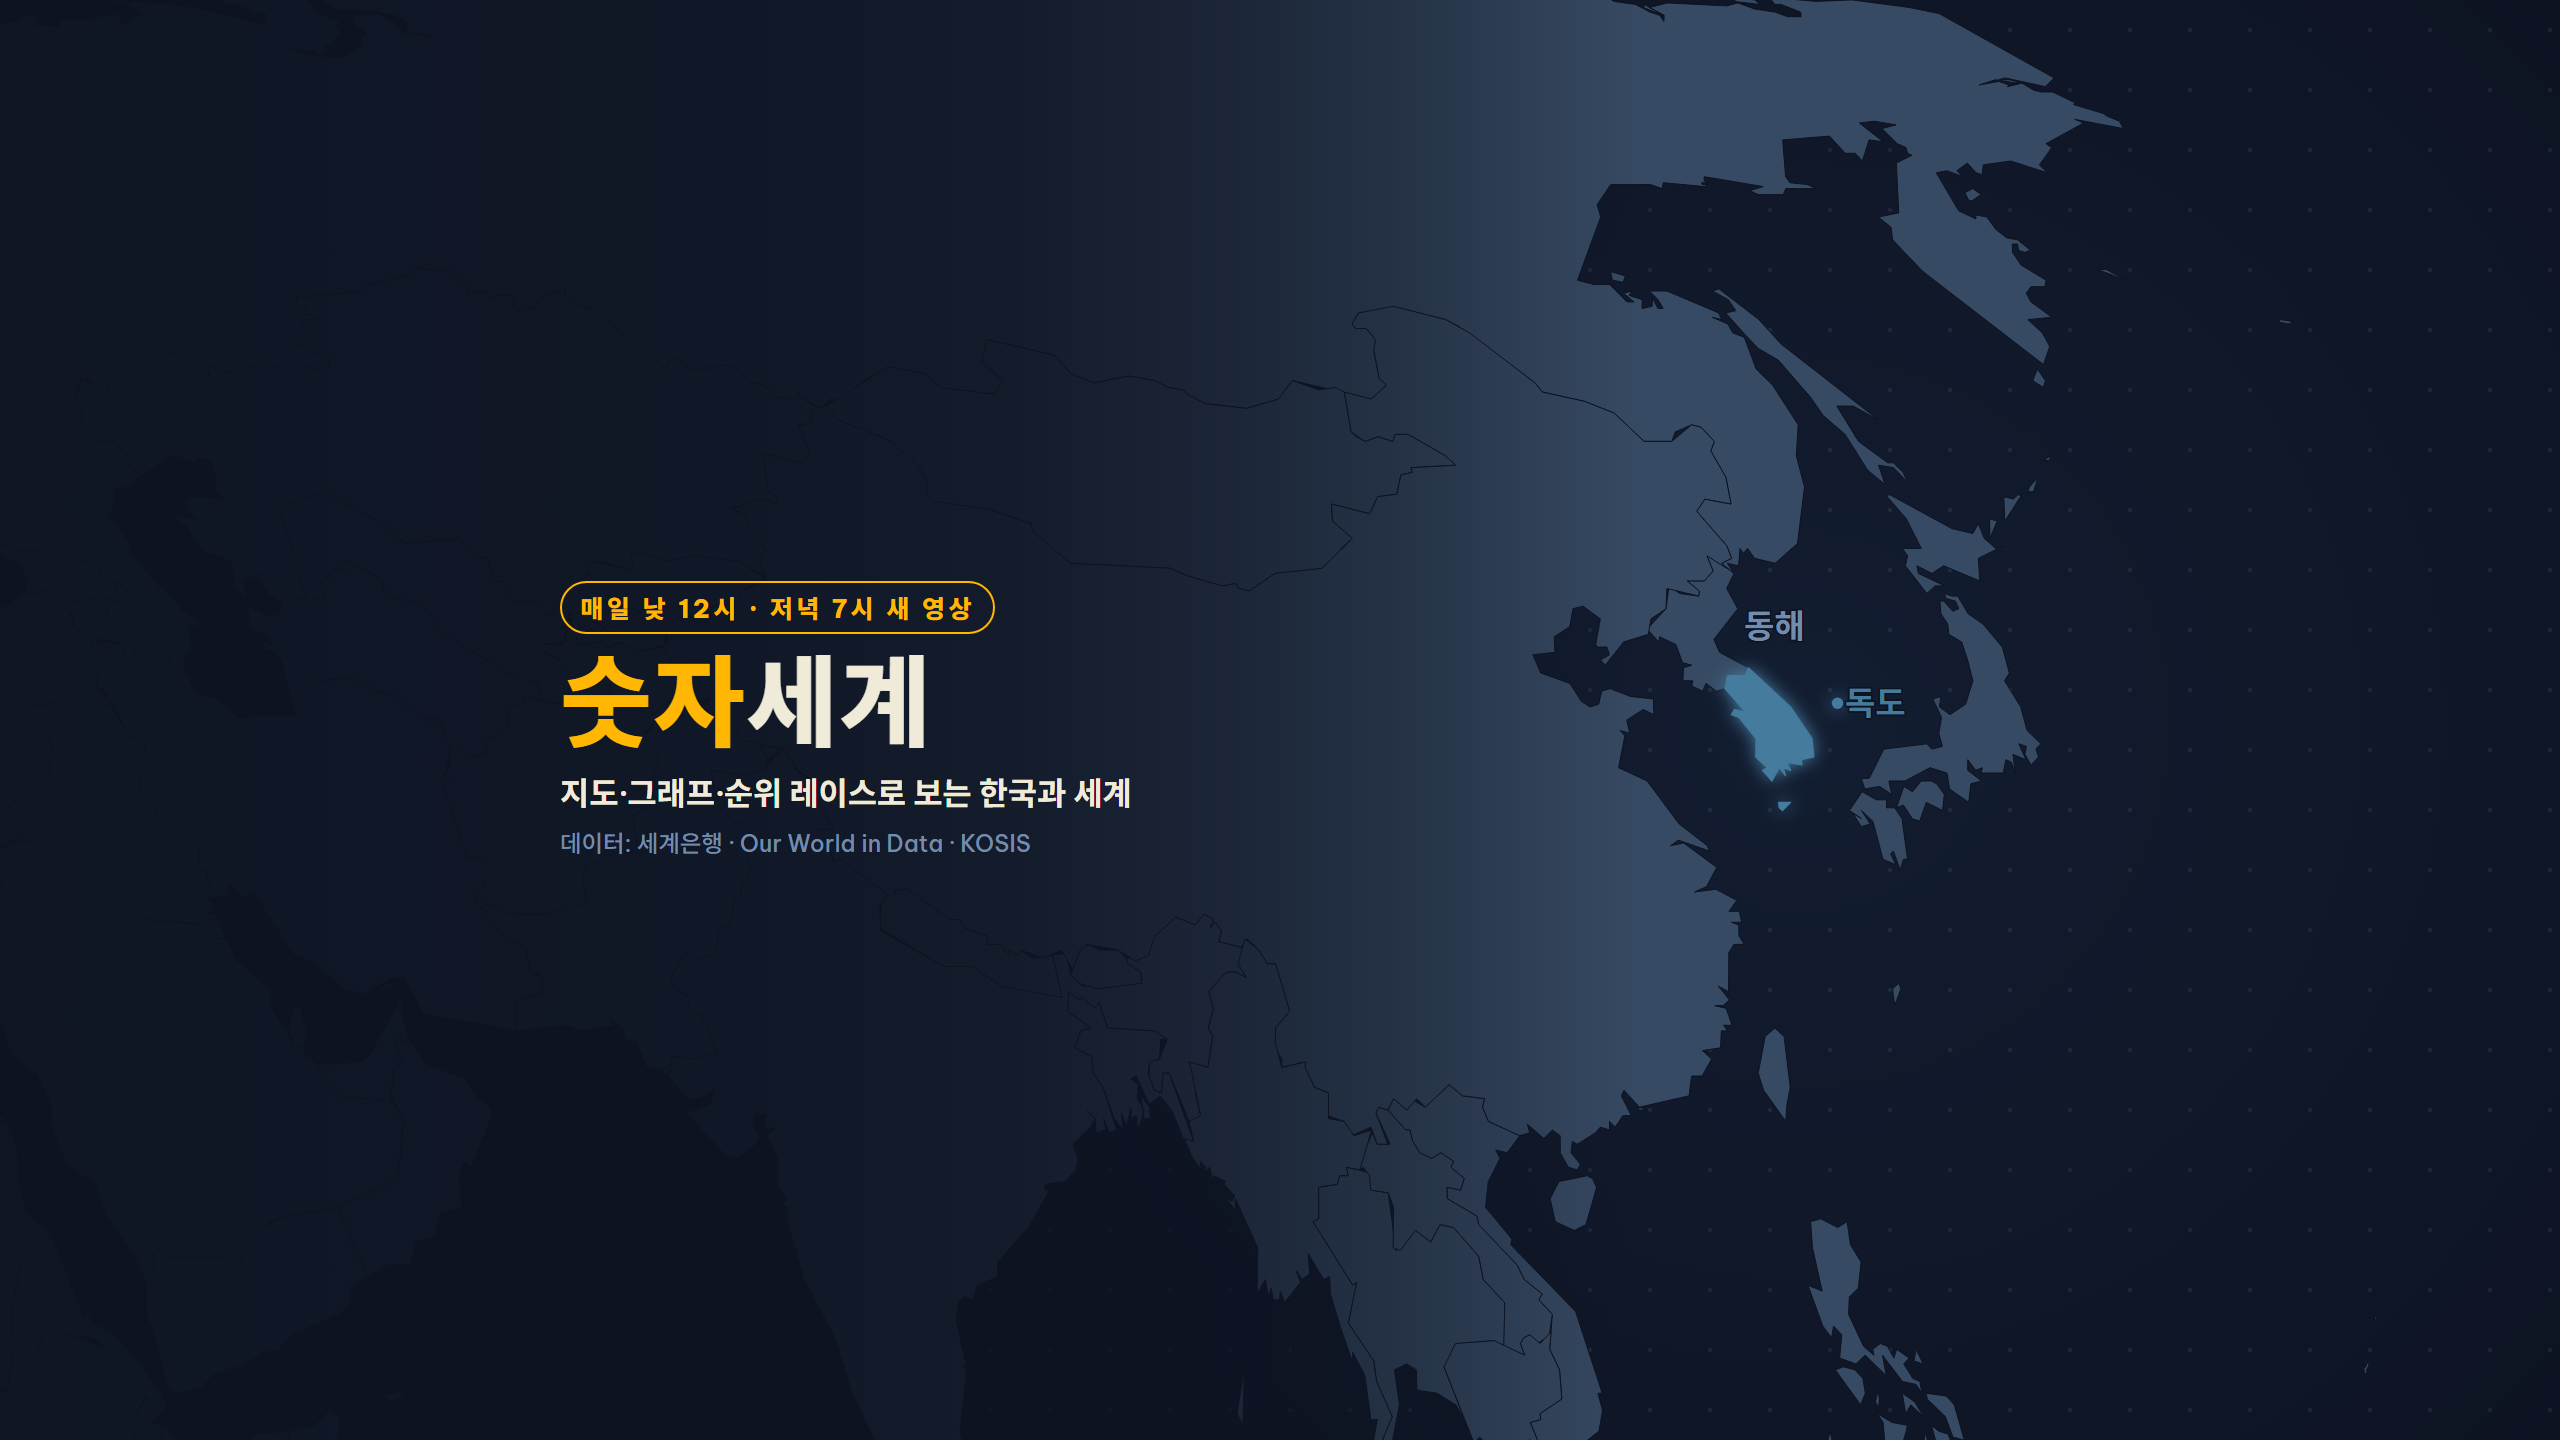 매일 낮 12시 · 저녁 7시 새 영상
숫자세계
지도·그래프·순위 레이스로 보는 한국과 세계
데이터: 세계은행 · Our World in Data · KOSIS
동해
독도